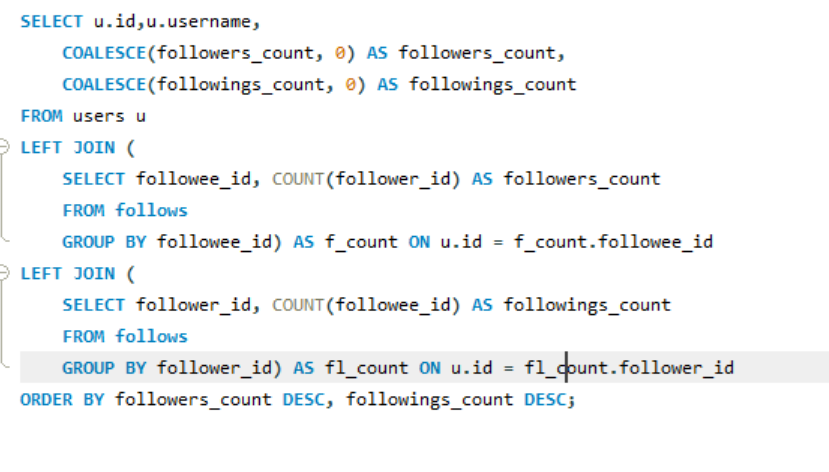 SELECT u.id,u.username,
    COALESCE(followers_count, 0) AS followers_count,
    COALESCE(followings_count, 0) AS followings_count
FROM users u
LEFT JOIN (
    SELECT followee_id, COUNT(follower_id) AS followers_count
    FROM follows
    GROUP BY followee_id) AS f_count ON u.id = f_count.followee_id
LEFT JOIN (
    SELECT follower_id, COUNT(followee_id) AS followings_count
    FROM follows
    GROUP BY follower_id) AS fl_count ON u.id = fl_count.follower_id
ORDER BY followers_count DESC, followings_count DESC;